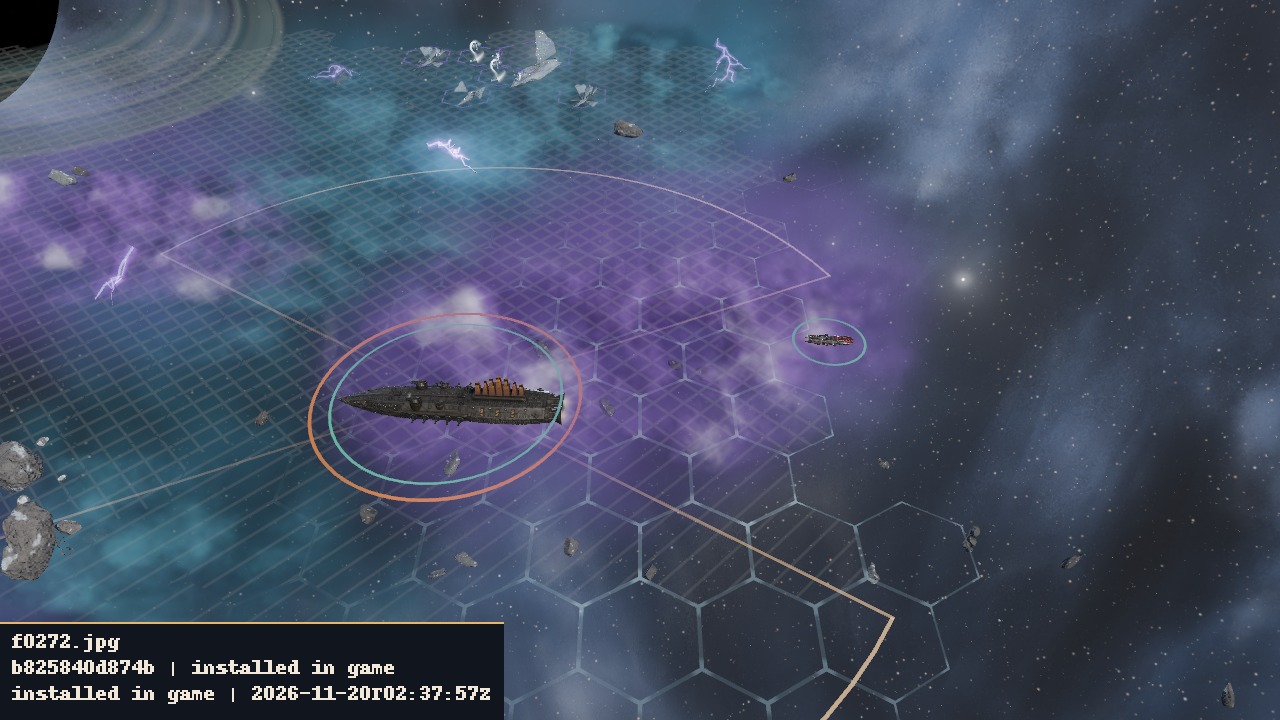 f0272.jpg
b825840d874b | installed in game
installed in game | 2026-11-20T02:37:57Z